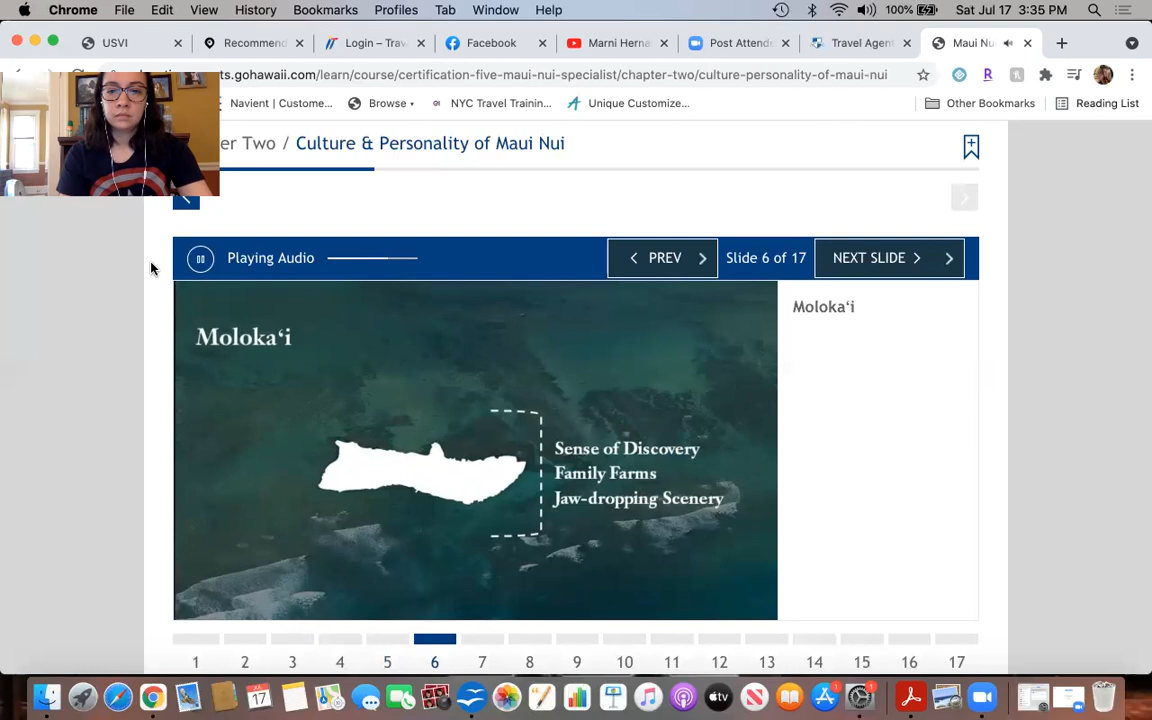 Chrome File Edit View History Bookmarks Profiles Tab Window Help 100% Sat Jul 17 3:35 PM
USVI Recommend Login – Trav Facebook Marni Herna Post Attend Travel Agent Maui Nu
ts.gohawaii.com/learn/course/certification-five-maui-nui-specialist/chapter-two/culture-personality-of-maui-nui
Navient | Custome... Browse NYC Travel Trainin... Unique Customize... Other Bookmarks Reading List
er Two / Culture & Personality of Maui Nui
Playing Audio PREV Slide 6 of 17 NEXT SLIDE
Molokaʻi
Molokaʻi
Sense of Discovery
Family Farms
Jaw-dropping Scenery
1 2 3 4 5 6 7 8 9 10 11 12 13 14 15 16 17